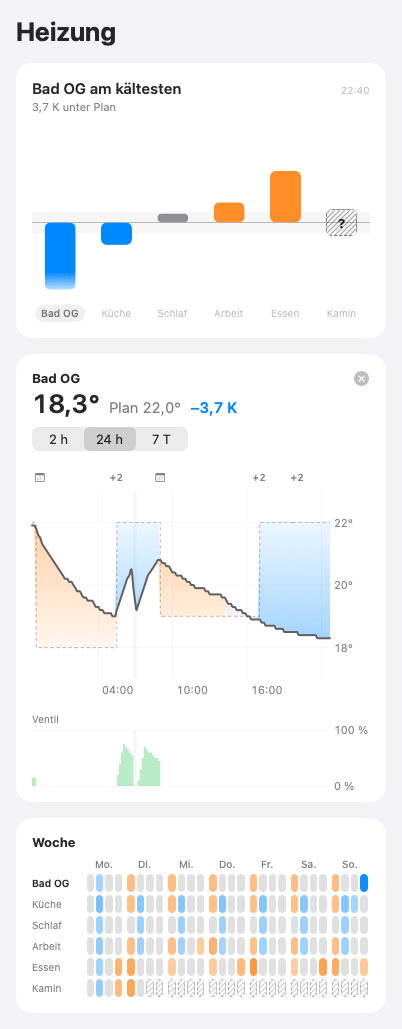 Heizung
Bad OG am kältesten
22:40
3,7 K unter Plan
?
Bad OG Küche Schlaf Arbeit Essen Kamin
Bad OG
18,3° Plan 22,0° −3,7 K
2 h 24 h 7 T
+2 +2 +2
22°
20°
18°
04:00 10:00 16:00
Ventil
100 %
0 %
Woche
Mo. Di. Mi. Do. Fr. Sa. So.
Bad OG
Küche
Schlaf
Arbeit
Essen
Kamin